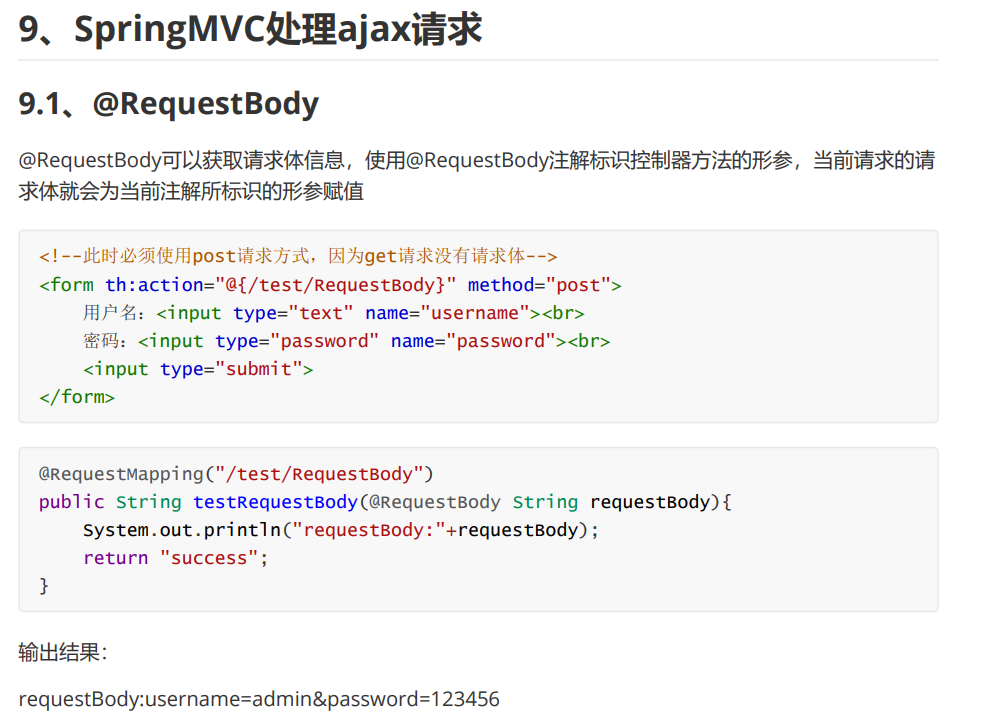 9、SpringMVC处理ajax请求
9.1、@RequestBody
@RequestBody可以获取请求体信息，使用@RequestBody注解标识控制器方法的形参，当前请求的请
求体就会为当前注解所标识的形参赋值
<!--此时必须使用post请求方式，因为get请求没有请求体-->
<form th:action="@{/test/RequestBody}" method="post">
    用户名：<input type="text" name="username"><br>
    密码：<input type="password" name="password"><br>
    <input type="submit">
</form>
@RequestMapping("/test/RequestBody")
public String testRequestBody(@RequestBody String requestBody){
    System.out.println("requestBody:"+requestBody);
    return "success";
}
输出结果：
requestBody:username=admin&password=123456